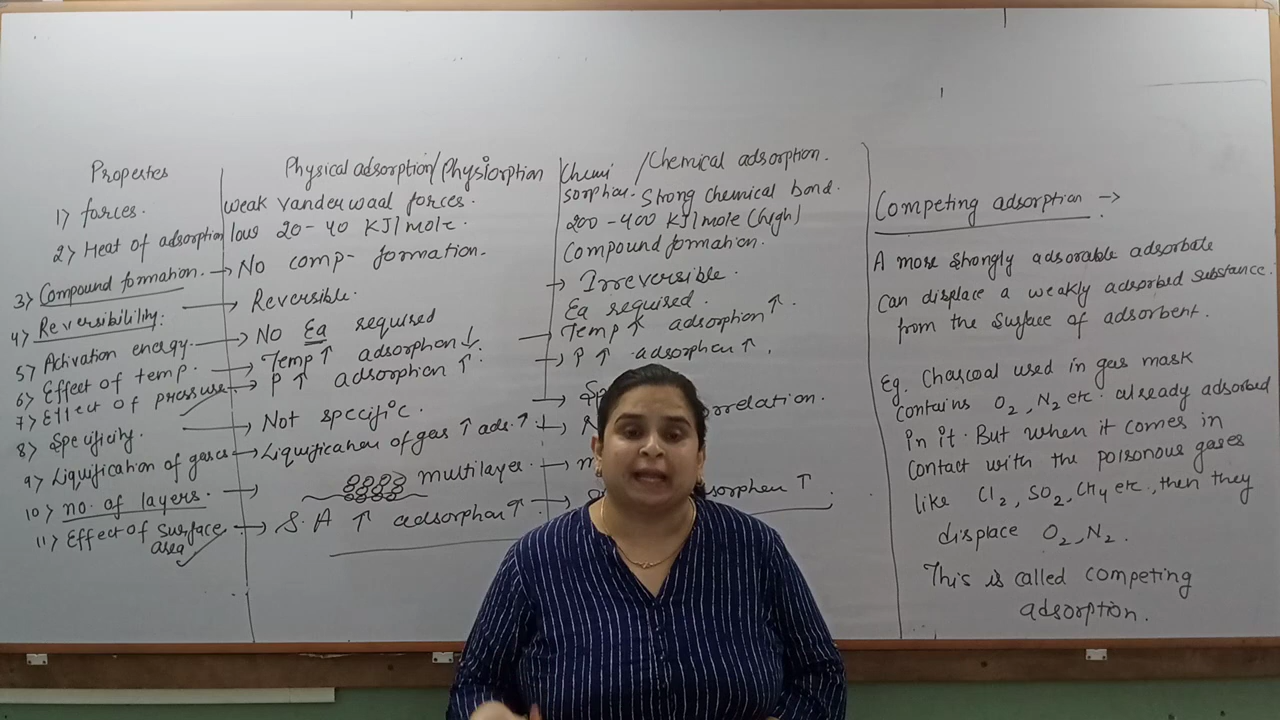 Properties
1) forces.
2) Heat of adsorption
3) Compound formation.
4) Reversibility.
5) Activation energy.
6) Effect of temp.
7) Effect of pressure
8) Specificity.
9) Liquification of gases
10) no. of layers.
11) Effect of surface
area
Physical adsorption/Physiorption
weak vanderwaal forces.
low 20-40 KJ/mole.
→ No comp- formation.
→ Reversible.
→ No Ea required
→ Temp ↑ adsorption ↓.
→ P ↑ adsorption ↑.
→ Not specific.
→ Liquification of gas ↑ ads. ↑
→ multilayer.
→ S.A ↑ adsorption ↑.
Chemi /Chemical adsorption.
sorption. Strong chemical bond.
200-400 KJ/mole (high)
Compound formation.
→ Irreversible.
Ea required.
→ Temp ↑ adsorption ↑.
→ P ↑ adsorption ↑.
adsorption ↑.
Competing adsorption :→
A more strongly adsorable adsorbate
can displace a weakly adsorbed substance
from the surface of adsorbent.
Eg. Charcoal used in gas mask
contains O2, N2 etc. already adsorbed
in it. But when it comes in
contact with the poisonous gases
like Cl2, SO2, CH4 etc., then they
displace O2, N2.
This is called competing
adsorption.